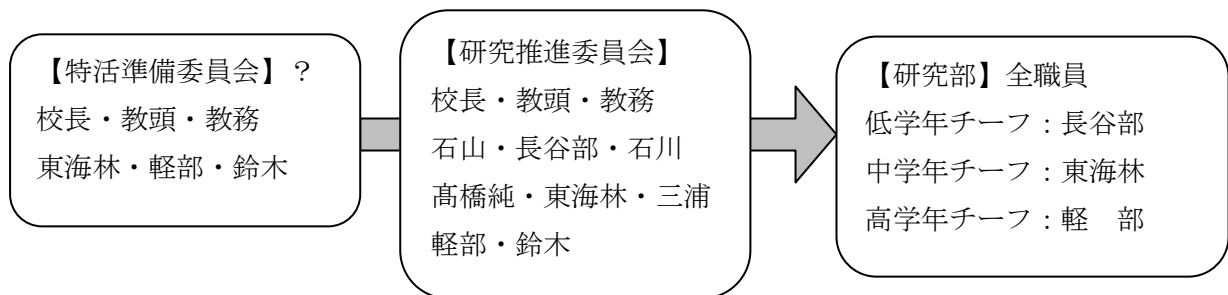 【特活準備委員会】？
校長・教頭・教務
東海林・軽部・鈴木
【研究推進委員会】
校長・教頭・教務
石山・長谷部・石川
髙橋純・東海林・三浦
軽部・鈴木
【研究部】全職員
低学年チーフ：長谷部
中学年チーフ：東海林
高学年チーフ：軽　部